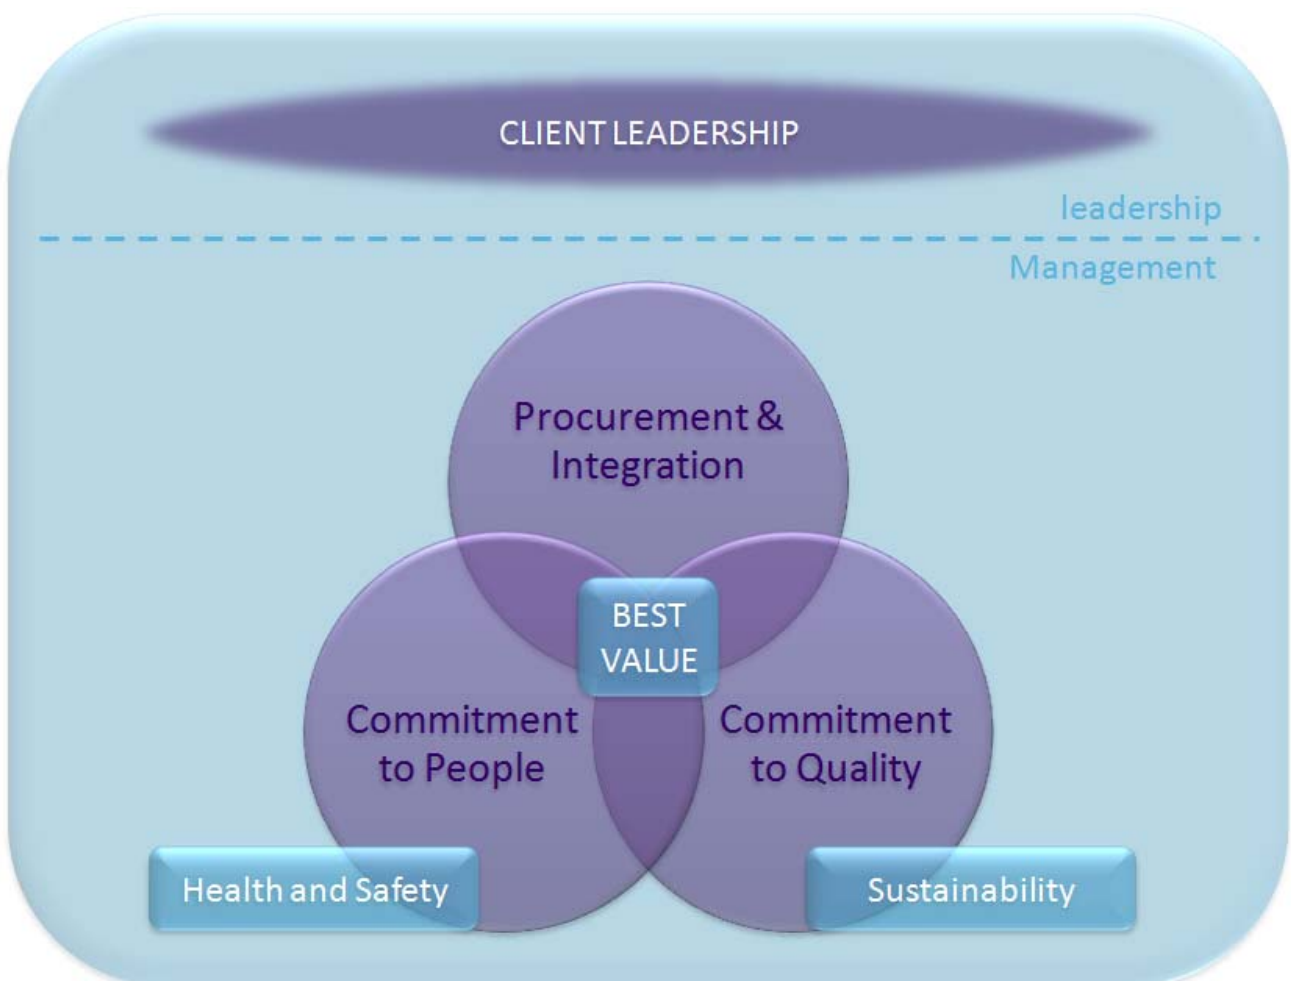 CLIENT LEADERSHIP
leadership
Management
Procurement &
Integration
BEST
VALUE
Commitment
to People
Commitment
to Quality
Health and Safety
Sustainability